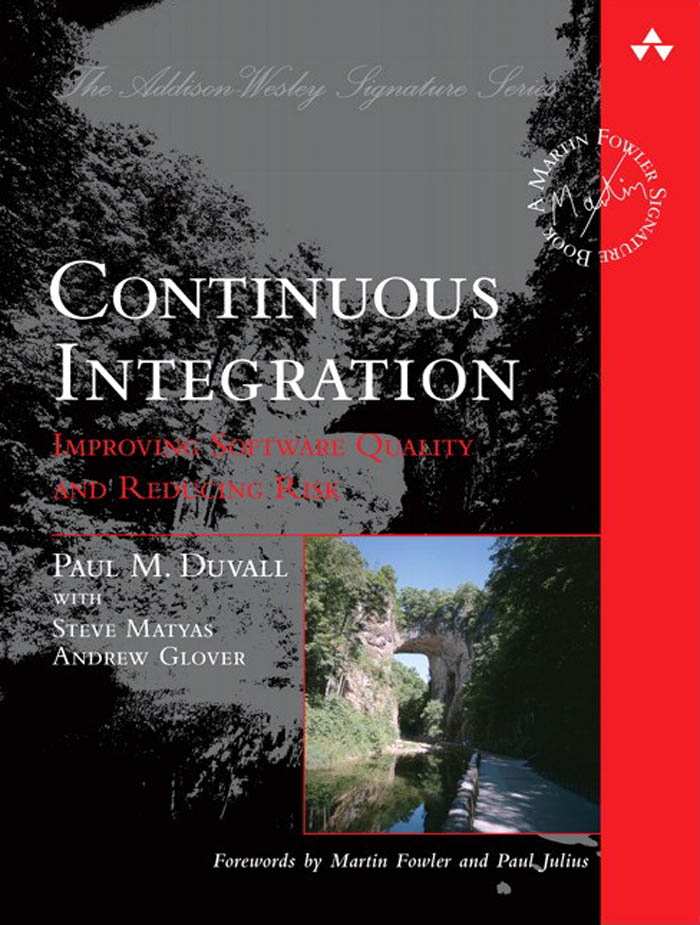 The Addison-Wesley Signature Series
A MARTIN FOWLER SIGNATURE BOOK
Martin
CONTINUOUS
INTEGRATION
IMPROVING SOFTWARE QUALITY
AND REDUCING RISK
PAUL M. DUVALL
WITH
STEVE MATYAS
ANDREW GLOVER
Forewords by Martin Fowler and Paul Julius